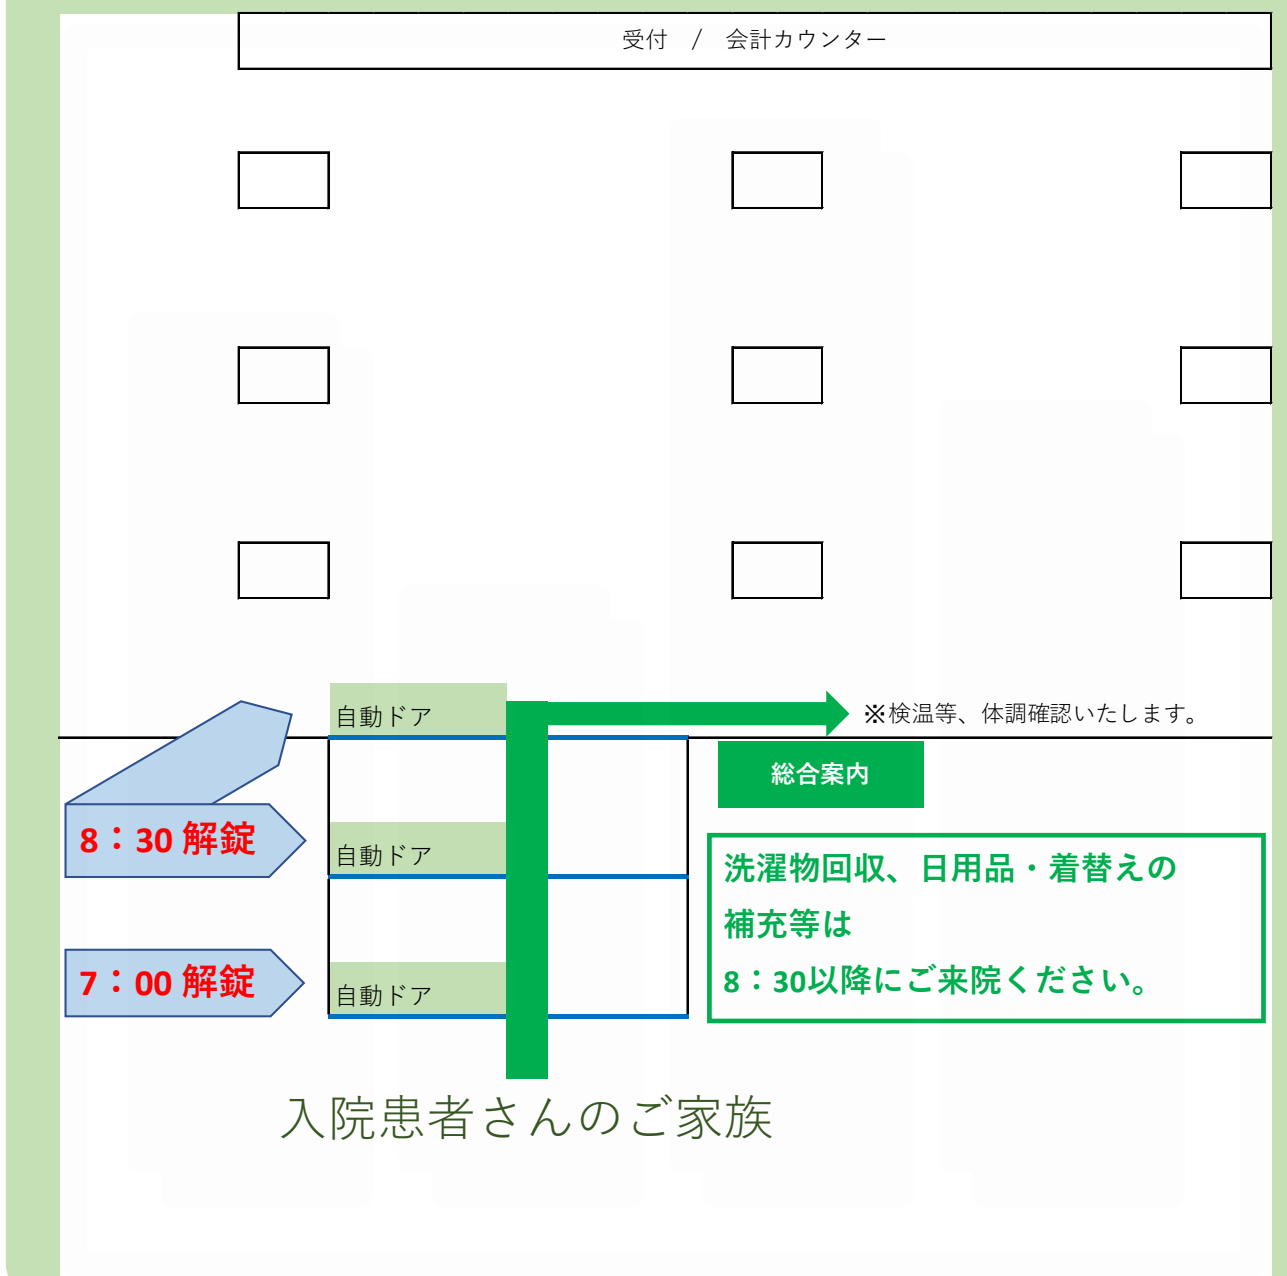 受付　/　会計カウンター
自動ドア
※検温等、体調確認いたします。
総合案内
8：30 解錠
自動ドア
洗濯物回収、日用品・着替えの
補充等は
8：30以降にご来院ください。
7：00 解錠
自動ドア
入院患者さんのご家族